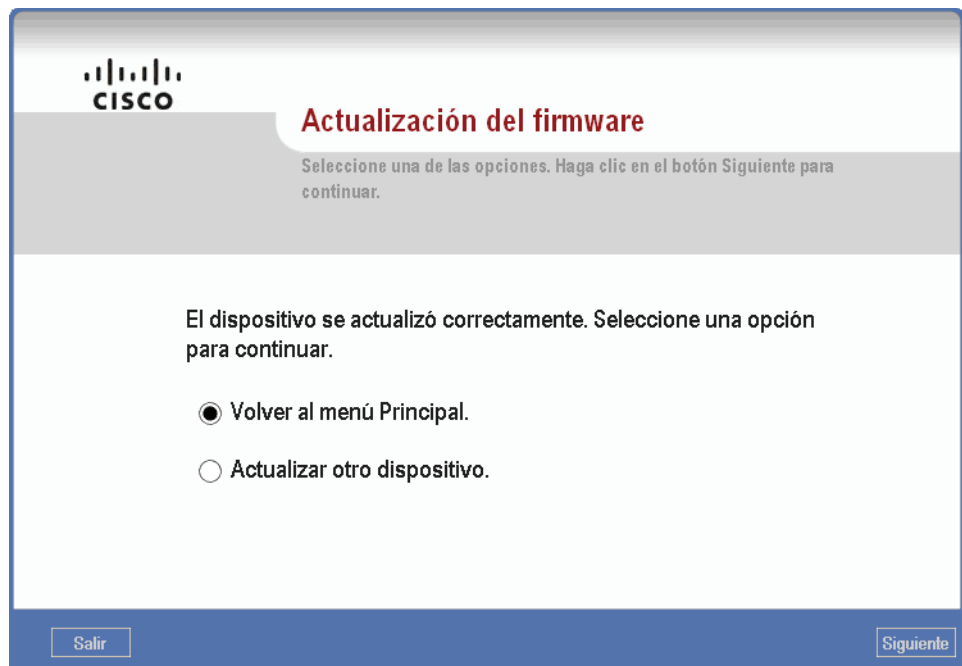 CISCO
Actualización del firmware
Seleccione una de las opciones. Haga clic en el botón Siguiente para
continuar.
El dispositivo se actualizó correctamente. Seleccione una opción
para continuar.
Volver al menú Principal.
Actualizar otro dispositivo.
Salir
Siguiente